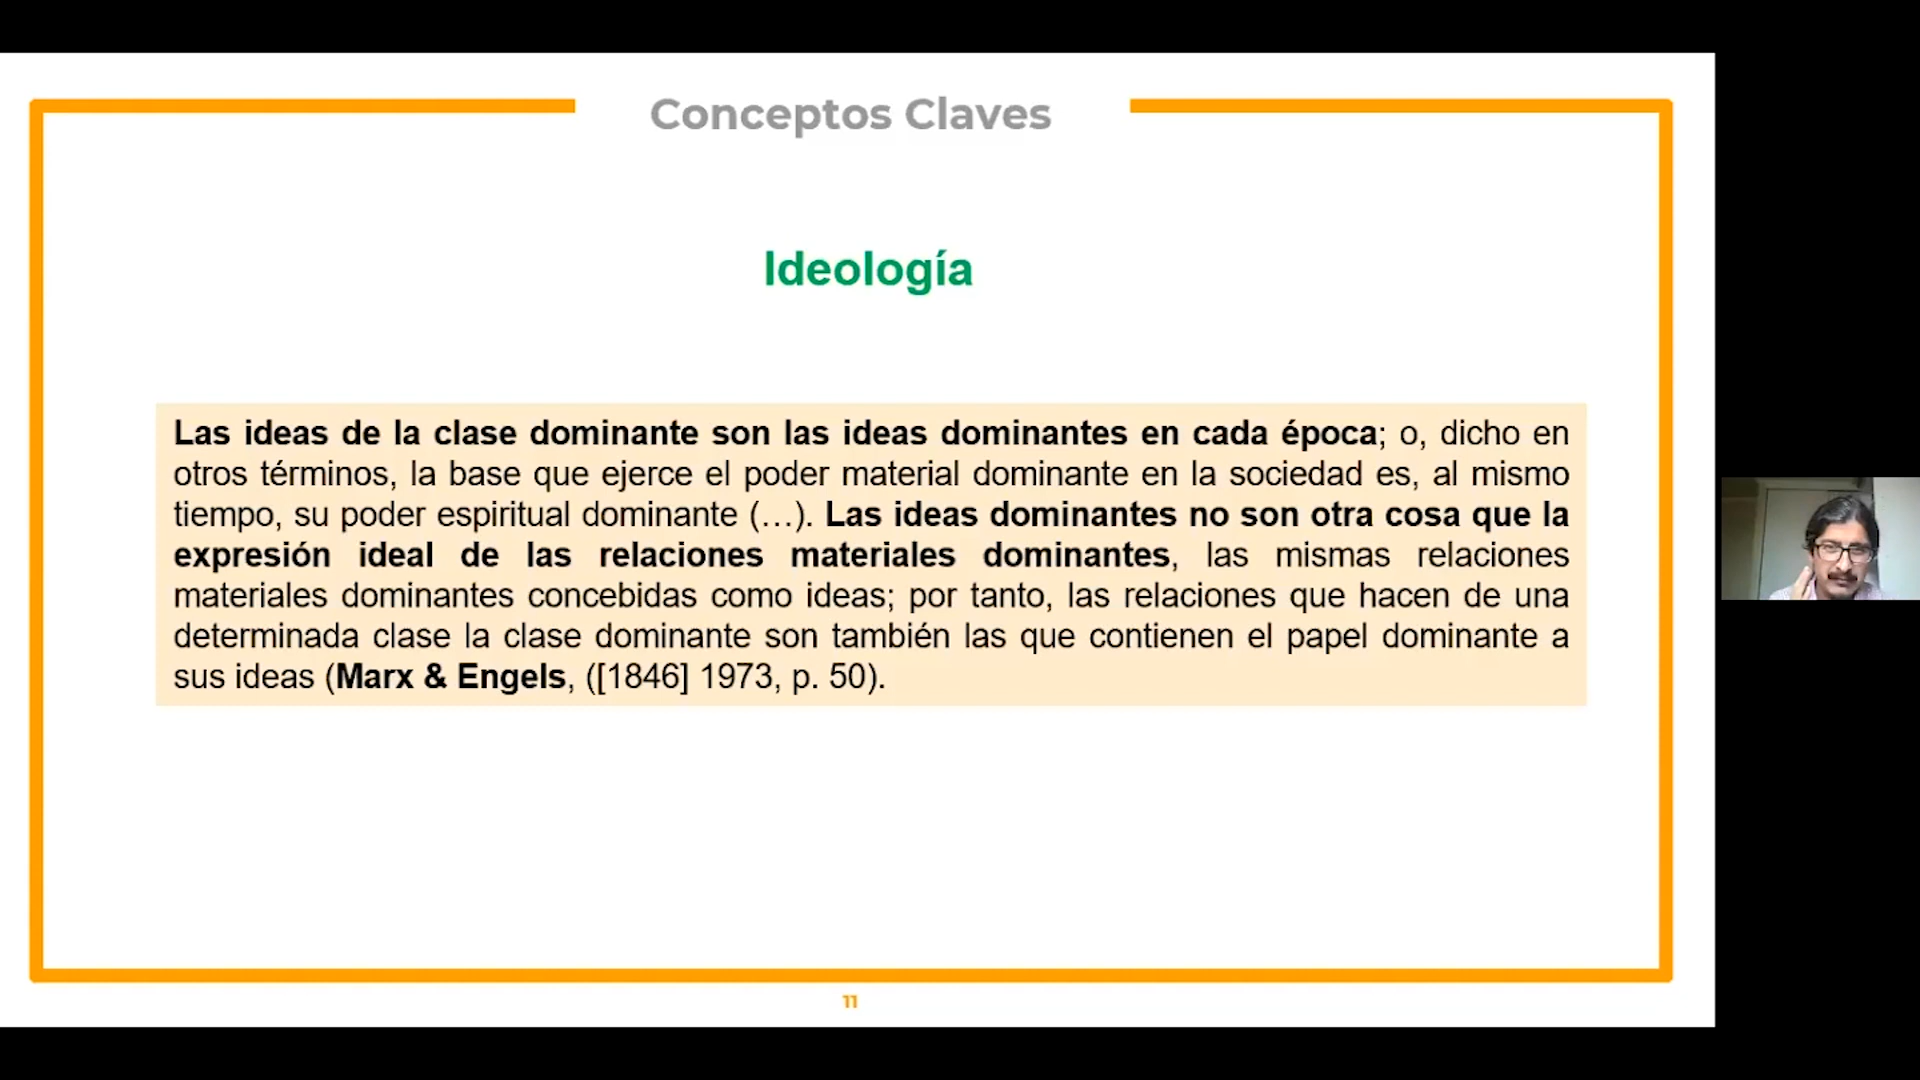 Conceptos Claves
Ideología
Las ideas de la clase dominante son las ideas dominantes en cada época; o, dicho en
otros términos, la base que ejerce el poder material dominante en la sociedad es, al mismo
tiempo, su poder espiritual dominante (…). Las ideas dominantes no son otra cosa que la
expresión ideal de las relaciones materiales dominantes, las mismas relaciones
materiales dominantes concebidas como ideas; por tanto, las relaciones que hacen de una
determinada clase la clase dominante son también las que contienen el papel dominante a
sus ideas (Marx & Engels, ([1846] 1973, p. 50).
11